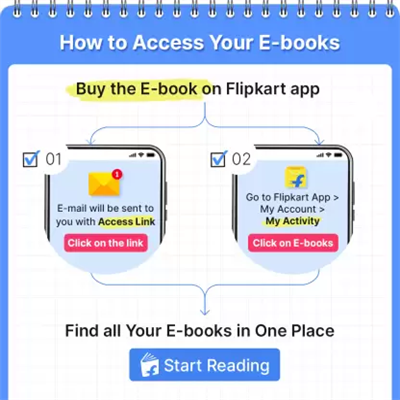 How to Access Your E-books
Buy the E-book on Flipkart app
01
1
E-mail will be sent to
you with Access Link
Click on the link
02
Go to Flipkart App >
My Account >
My Activity
Click on E-books
Find all Your E-books in One Place
Start Reading